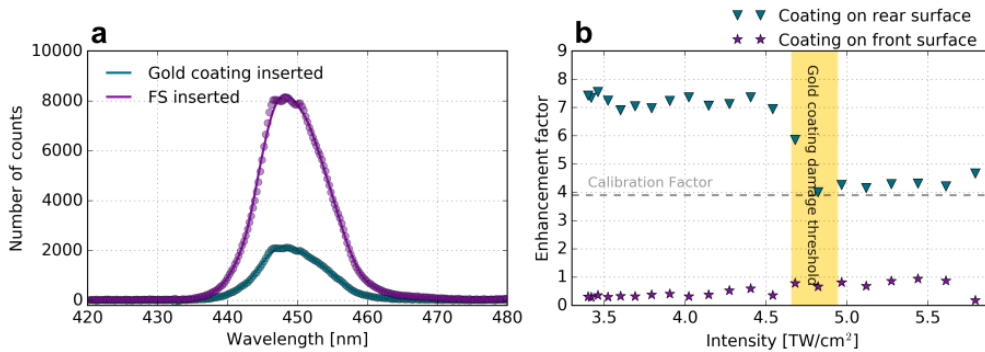 a
Number of counts
10000
8000
6000
4000
2000
0
Gold coating inserted
FS inserted
420 430 440 450 460 470 480
Wavelength [nm]
b
Coating on rear surface
Coating on front surface
Enhancement factor
9
8
7
6
5
4
3
2
1
0
Calibration Factor
Gold coating damage threshold
3.5 4.0 4.5 5.0 5.5
Intensity [TW/cm²]